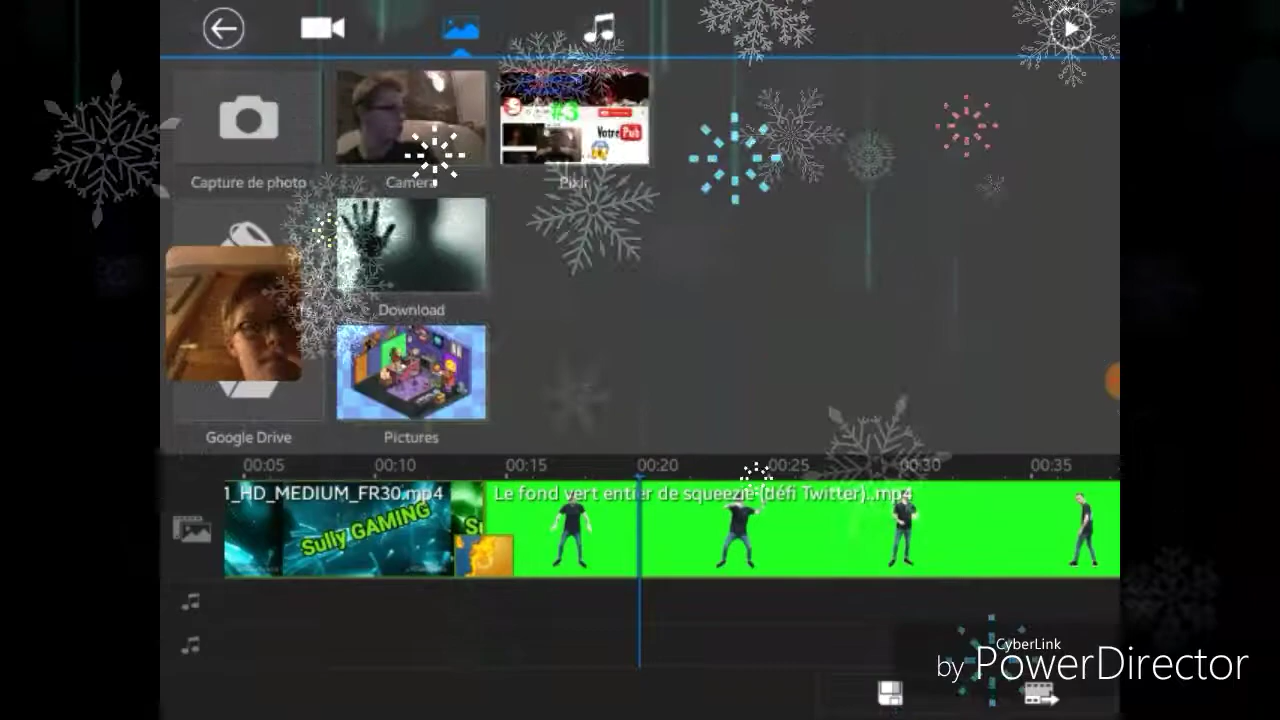 #3
Votre Pub
Capture de photo
Camera
Pixlr
Download
Google Drive
Pictures
00:05 00:10 00:15 00:20 00:25 00:30 00:35
1_HD_MEDIUM_FR30.mp4
Le fond vert entier de squeezie (défi Twitter)..mp4
Sully GAMING
Su
CyberLink
by PowerDirector